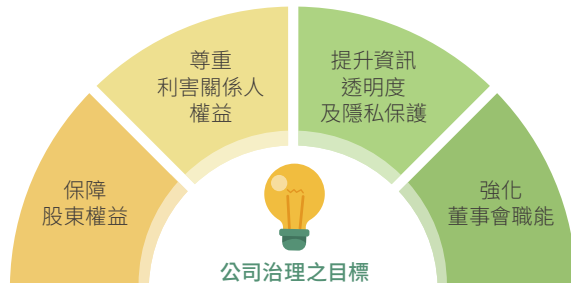 保障
股東權益
尊重
利害關係人
權益
提升資訊
透明度
及隱私保護
強化
董事會職能
公司治理之目標